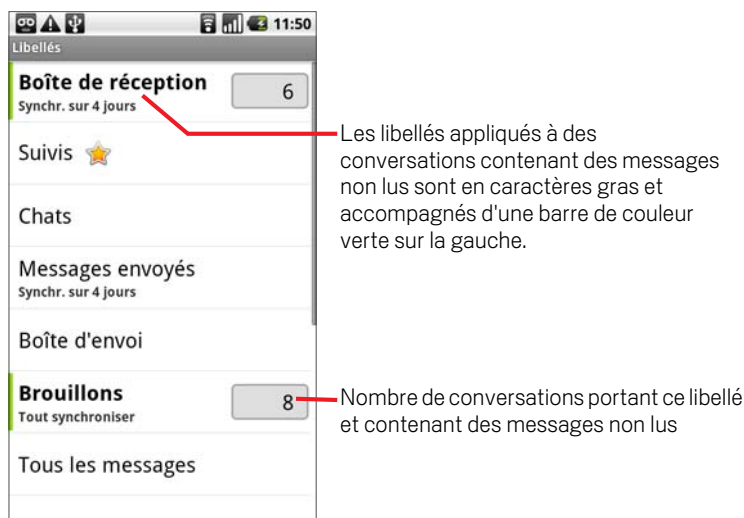 11:50
Libellés
Boîte de réception
6
Synchr. sur 4 jours
Suivis
Chats
Messages envoyés
Synchr. sur 4 jours
Boîte d'envoi
Brouillons
8
Tout synchroniser
Tous les messages
Les libellés appliqués à des
conversations contenant des messages
non lus sont en caractères gras et
accompagnés d'une barre de couleur
verte sur la gauche.
Nombre de conversations portant ce libellé
et contenant des messages non lus